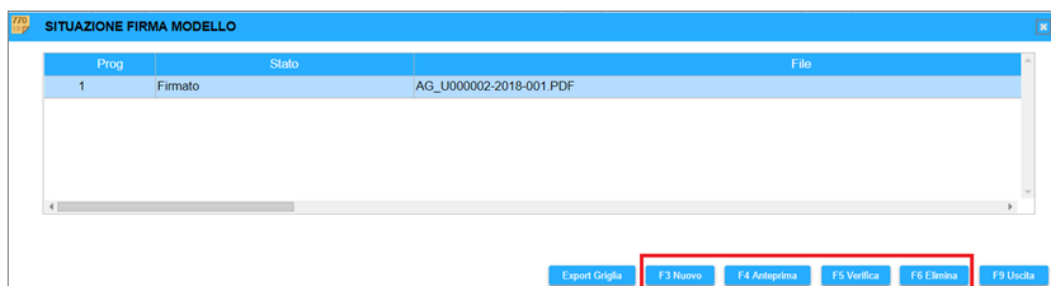 770
SITUAZIONE FIRMA MODELLO
Prog Stato File
1 Firmato AG_U000002-2018-001.PDF
Export Griglia F3 Nuovo F4 Anteprima F5 Verifica F6 Elimina F9 Uscita